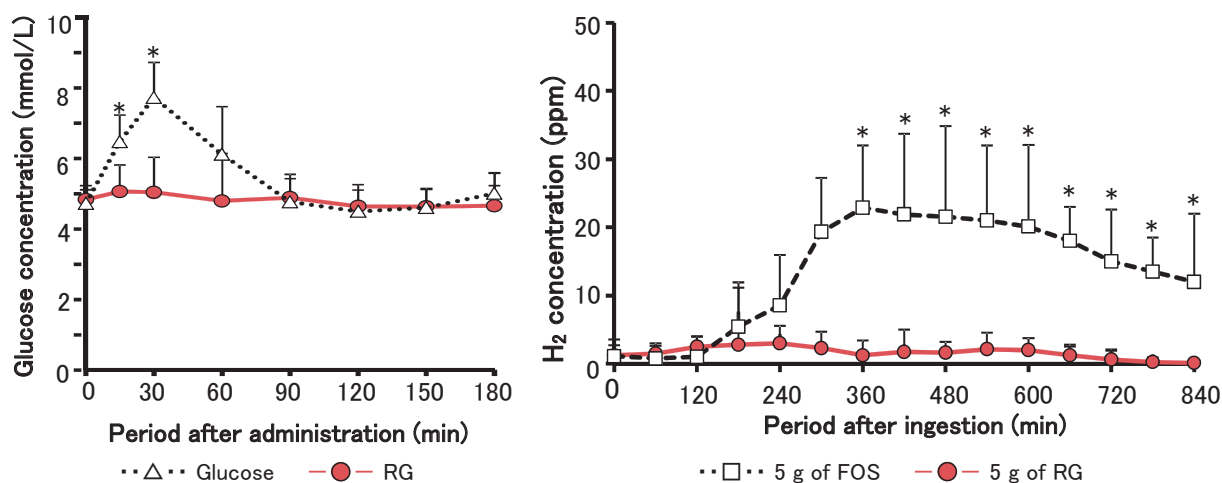 Glucose concentration (mmol/L)
10
8
6
4
2
0
* *
0 30 60 90 120 150 180
Period after administration (min)
Glucose RG
H2 concentration (ppm)
50
40
30
20
10
0
* * * * * * * * *
0 120 240 360 480 600 720 840
Period after ingestion (min)
5 g of FOS 5 g of RG